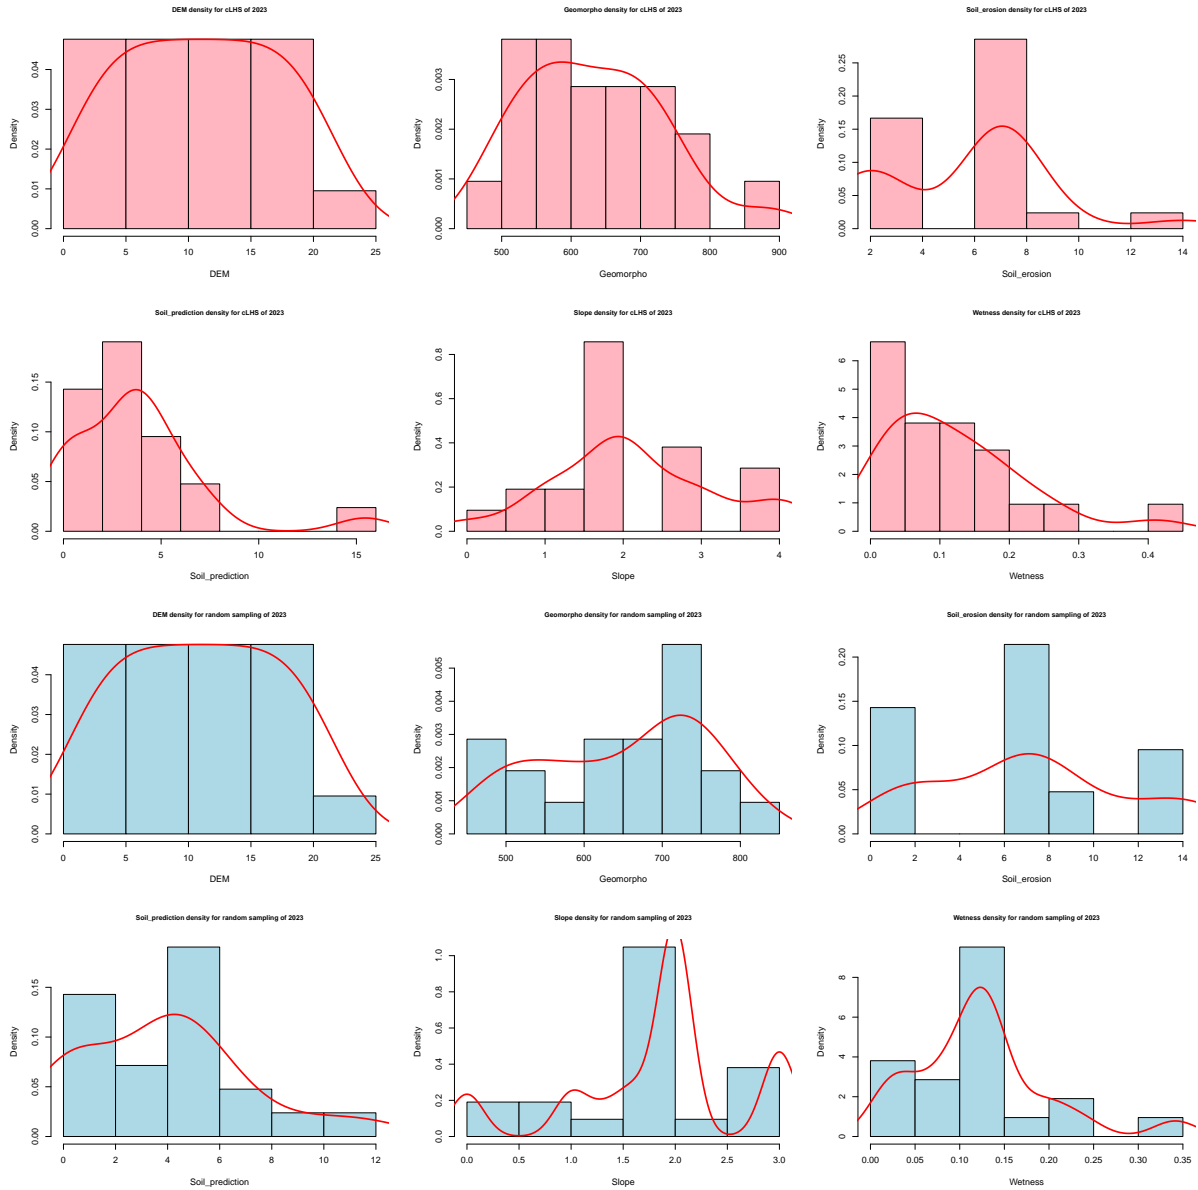 DEM density for cLHS of 2023
Density
0.00 0.01 0.02 0.03 0.04
0 5 10 15 20 25
DEM
Geomorpho density for cLHS of 2023
Density
0.000 0.001 0.002 0.003
500 600 700 800 900
Geomorpho
Soil_erosion density for cLHS of 2023
Density
0.00 0.05 0.10 0.15 0.20 0.25
2 4 6 8 10 12 14
Soil_erosion
Soil_prediction density for cLHS of 2023
Density
0.00 0.05 0.10 0.15
0 5 10 15
Soil_prediction
Slope density for cLHS of 2023
Density
0.0 0.2 0.4 0.6 0.8
0 1 2 3 4
Slope
Wetness density for cLHS of 2023
Density
0 1 2 3 4 5 6
0.0 0.1 0.2 0.3 0.4
Wetness
DEM density for random sampling of 2023
Density
0.00 0.01 0.02 0.03 0.04
0 5 10 15 20 25
DEM
Geomorpho density for random sampling of 2023
Density
0.000 0.001 0.002 0.003 0.004 0.005
500 600 700 800
Geomorpho
Soil_erosion density for random sampling of 2023
Density
0.00 0.05 0.10 0.15 0.20
0 2 4 6 8 10 12 14
Soil_erosion
Soil_prediction density for random sampling of 2023
Density
0.00 0.05 0.10 0.15
0 2 4 6 8 10 12
Soil_prediction
Slope density for random sampling of 2023
Density
0.0 0.2 0.4 0.6 0.8 1.0
0.0 0.5 1.0 1.5 2.0 2.5 3.0
Slope
Wetness density for random sampling of 2023
Density
0 2 4 6 8
0.00 0.05 0.10 0.15 0.20 0.25 0.30 0.35
Wetness